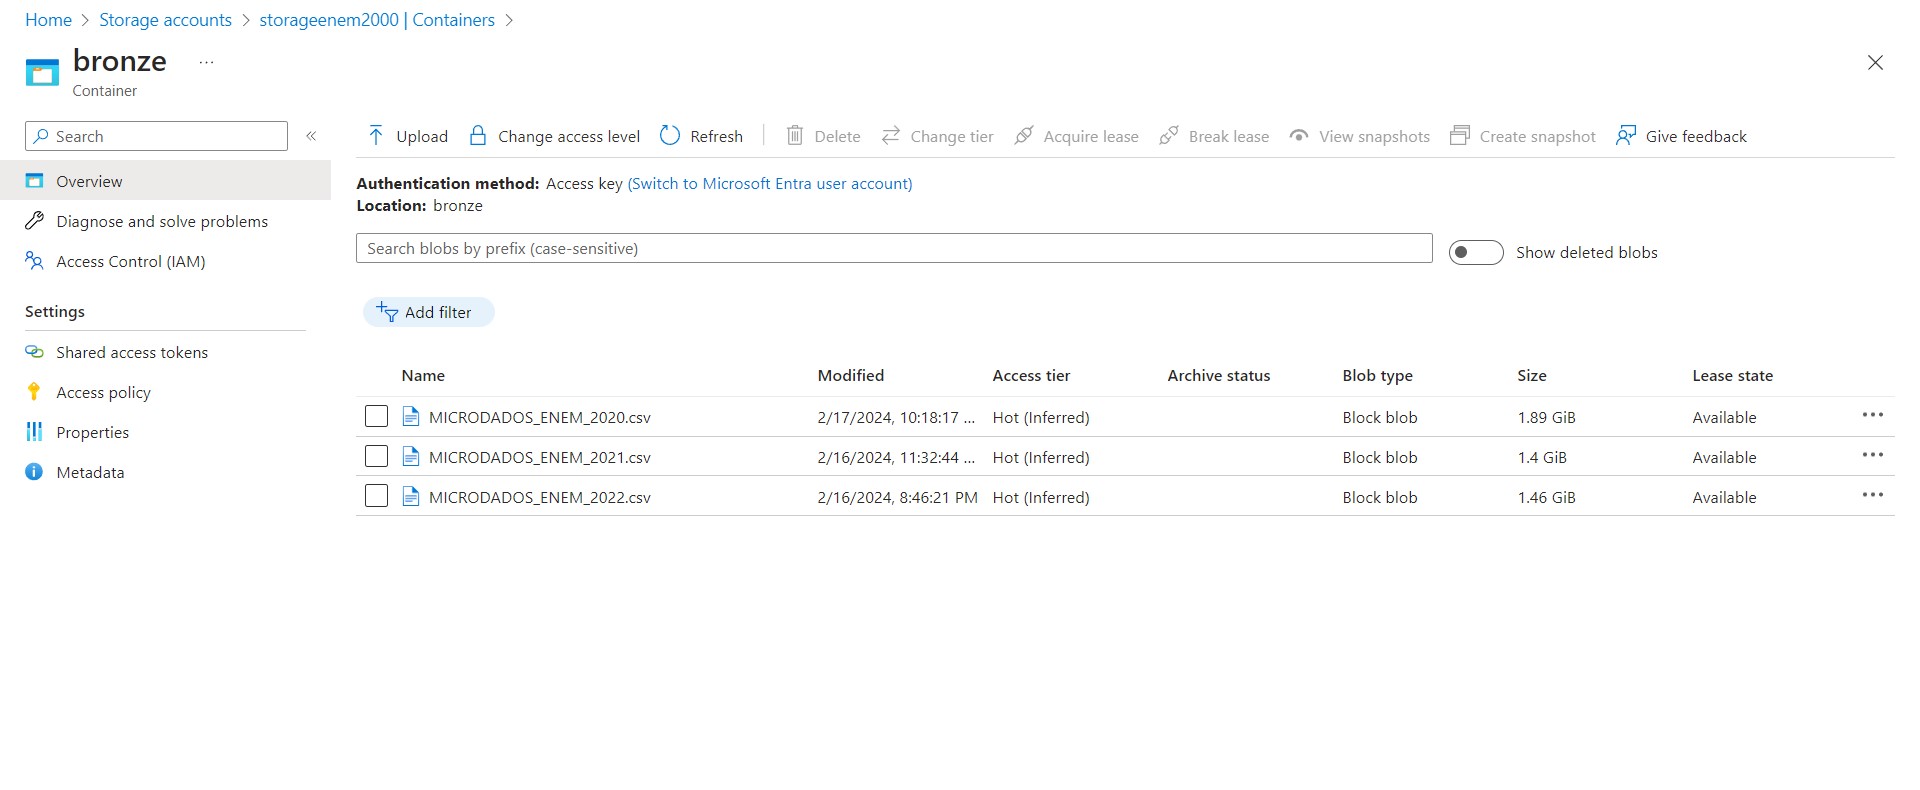 Home > Storage accounts > storageenem2000 | Containers >
bronze ...
Container
Search «
Upload Change access level Refresh Delete Change tier Acquire lease Break lease View snapshots Create snapshot Give feedback
Overview
Diagnose and solve problems
Access Control (IAM)
Settings
Shared access tokens
Access policy
Properties
Metadata
Authentication method: Access key (Switch to Microsoft Entra user account)
Location: bronze
Search blobs by prefix (case-sensitive) Show deleted blobs
Add filter
Name Modified Access tier Archive status Blob type Size Lease state
MICRODADOS_ENEM_2020.csv 2/17/2024, 10:18:17 ... Hot (Inferred) Block blob 1.89 GiB Available ...
MICRODADOS_ENEM_2021.csv 2/16/2024, 11:32:44 ... Hot (Inferred) Block blob 1.4 GiB Available ...
MICRODADOS_ENEM_2022.csv 2/16/2024, 8:46:21 PM Hot (Inferred) Block blob 1.46 GiB Available ...